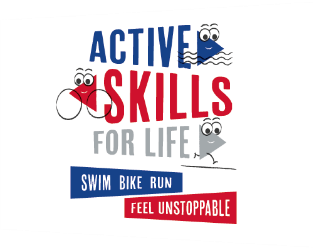 ACTIVE
SKILLS
FOR LIFE
SWIM BIKE RUN
FEEL UNSTOPPABLE